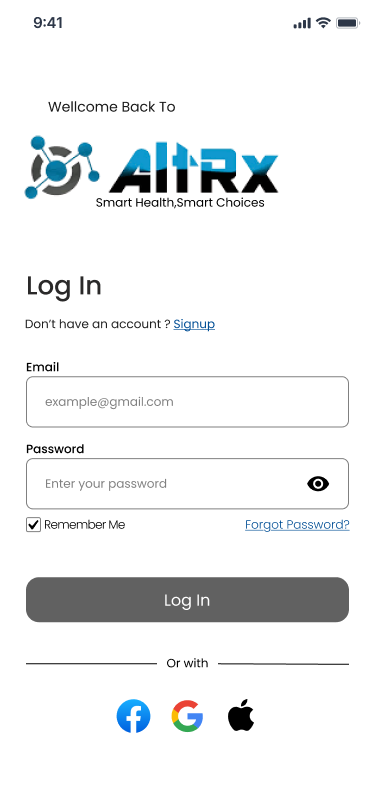 9:41
Wellcome Back To
AltRx
Smart Health,Smart Choices
Log In
Don't have an account ? Signup
Email
example@gmail.com
Password
Enter your password
Remember Me
Forgot Password?
Log In
Or with